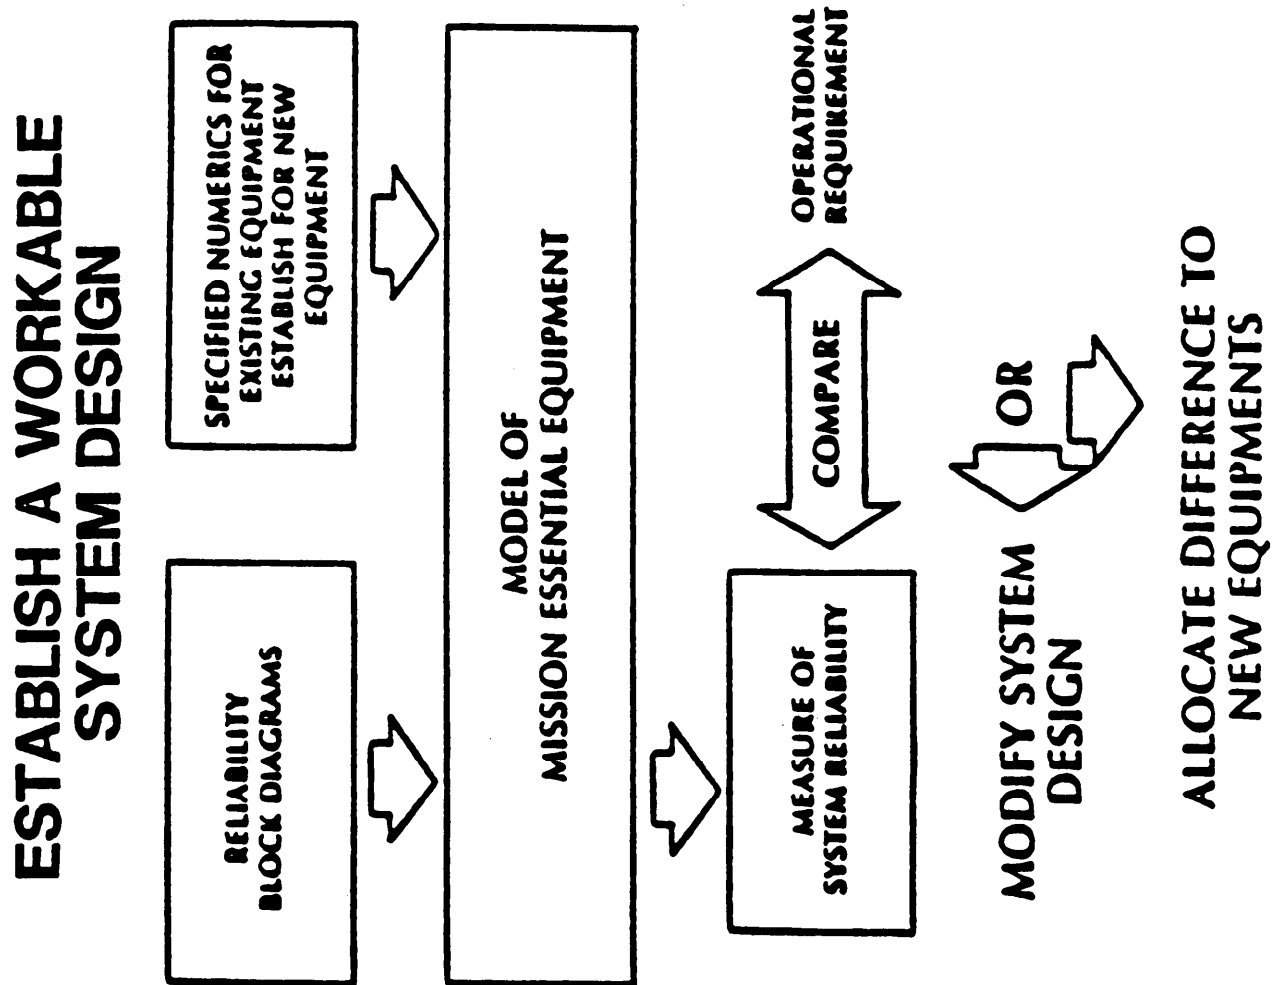 ESTABLISH A WORKABLE
SYSTEM DESIGN
RELIABILITY
BLOCK DIAGRAMS
SPECIFIED NUMERICS FOR
EXISTING EQUIPMENT
ESTABLISH FOR NEW
EQUIPMENT
MODEL OF
MISSION ESSENTIAL EQUIPMENT
MEASURE OF
SYSTEM RELIABILITY
COMPARE
OPERATIONAL
REQUIREMENT
MODIFY SYSTEM
DESIGN
OR
ALLOCATE DIFFERENCE TO
NEW EQUIPMENTS